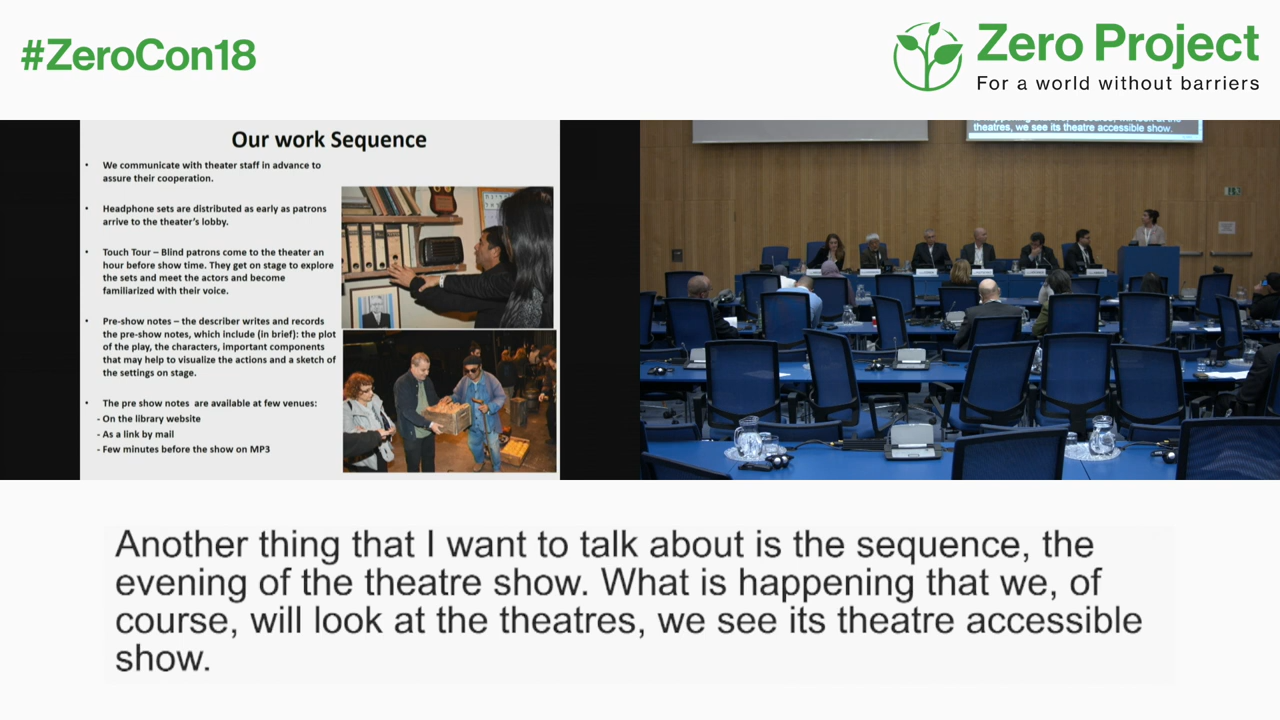 #ZeroCon18
Zero Project
For a world without barriers
Our work Sequence
• We communicate with theater staff in advance to
assure their cooperation.
• Headphone sets are distributed as early as patrons
arrive to the theater's lobby.
• Touch Tour – Blind patrons come to the theater an
hour before show time. They get on stage to explore
the sets and meet the actors and become
familiarized with their voice.
• Pre-show notes – the describer writes and records
the pre-show notes, which include (in brief): the plot
of the play, the characters, important components
that may help to visualize the actions and a sketch of
the settings on stage.
• The pre show notes are available at few venues:
- On the library website
- As a link by mail
- Few minutes before the show on MP3
theatres, we see its theatre accessible show.
Another thing that I want to talk about is the sequence, the
evening of the theatre show. What is happening that we, of
course, will look at the theatres, we see its theatre accessible
show.